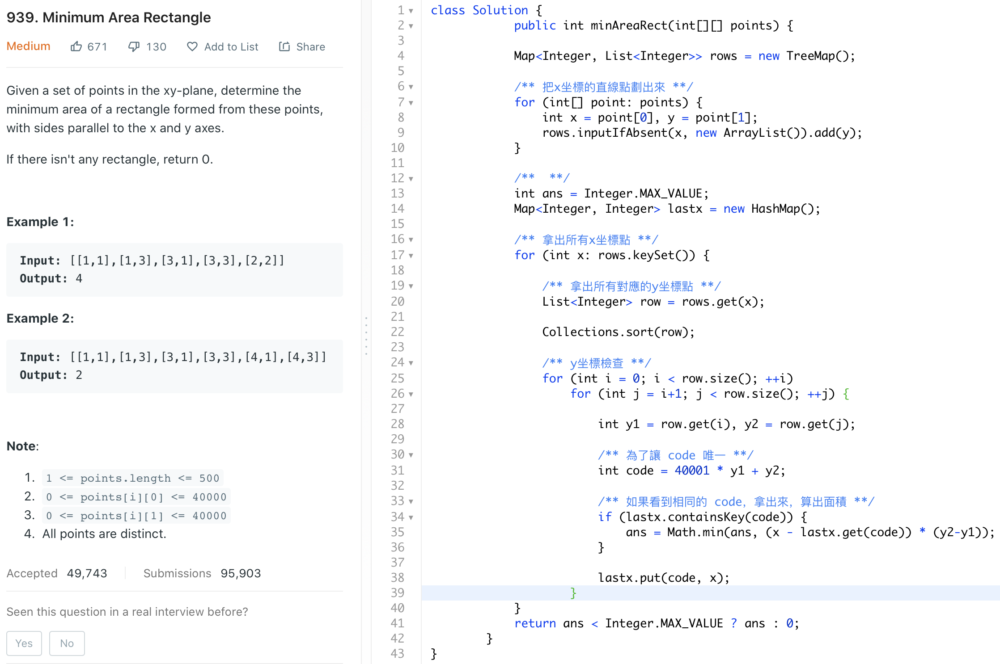 939. Minimum Area Rectangle
Medium 671 130 Add to List Share
Given a set of points in the xy-plane, determine the
minimum area of a rectangle formed from these points,
with sides parallel to the x and y axes.
If there isn't any rectangle, return 0.
Example 1:
Input: [[1,1],[1,3],[3,1],[3,3],[2,2]]
Output: 4
Example 2:
Input: [[1,1],[1,3],[3,1],[3,3],[4,1],[4,3]]
Output: 2
Note:
1. 1 <= points.length <= 500
2. 0 <= points[i][0] <= 40000
3. 0 <= points[i][1] <= 40000
4. All points are distinct.
Accepted 49,743 Submissions 95,903
Seen this question in a real interview before?
Yes No
1 class Solution {
2 public int minAreaRect(int[][] points) {
3
4 Map<Integer, List<Integer>> rows = new TreeMap();
5
6 /** 把x坐標的直線點劃出來 **/
7 for (int[] point: points) {
8 int x = point[0], y = point[1];
9 rows.inputIfAbsent(x, new ArrayList()).add(y);
10 }
11
12 /** **/
13 int ans = Integer.MAX_VALUE;
14 Map<Integer, Integer> lastx = new HashMap();
15
16 /** 拿出所有x坐標點 **/
17 for (int x: rows.keySet()) {
18
19 /** 拿出所有對應的y坐標點 **/
20 List<Integer> row = rows.get(x);
21
22 Collections.sort(row);
23
24 /** y坐標檢查 **/
25 for (int i = 0; i < row.size(); ++i)
26 for (int j = i+1; j < row.size(); ++j) {
27
28 int y1 = row.get(i), y2 = row.get(j);
29
30 /** 為了讓 code 唯一 **/
31 int code = 40001 * y1 + y2;
32
33 /** 如果看到相同的 code, 拿出來, 算出面積 **/
34 if (lastx.containsKey(code)) {
35 ans = Math.min(ans, (x - lastx.get(code)) * (y2-y1));
36 }
37
38 lastx.put(code, x);
39 }
40 }
41 return ans < Integer.MAX_VALUE ? ans : 0;
42 }
43 }